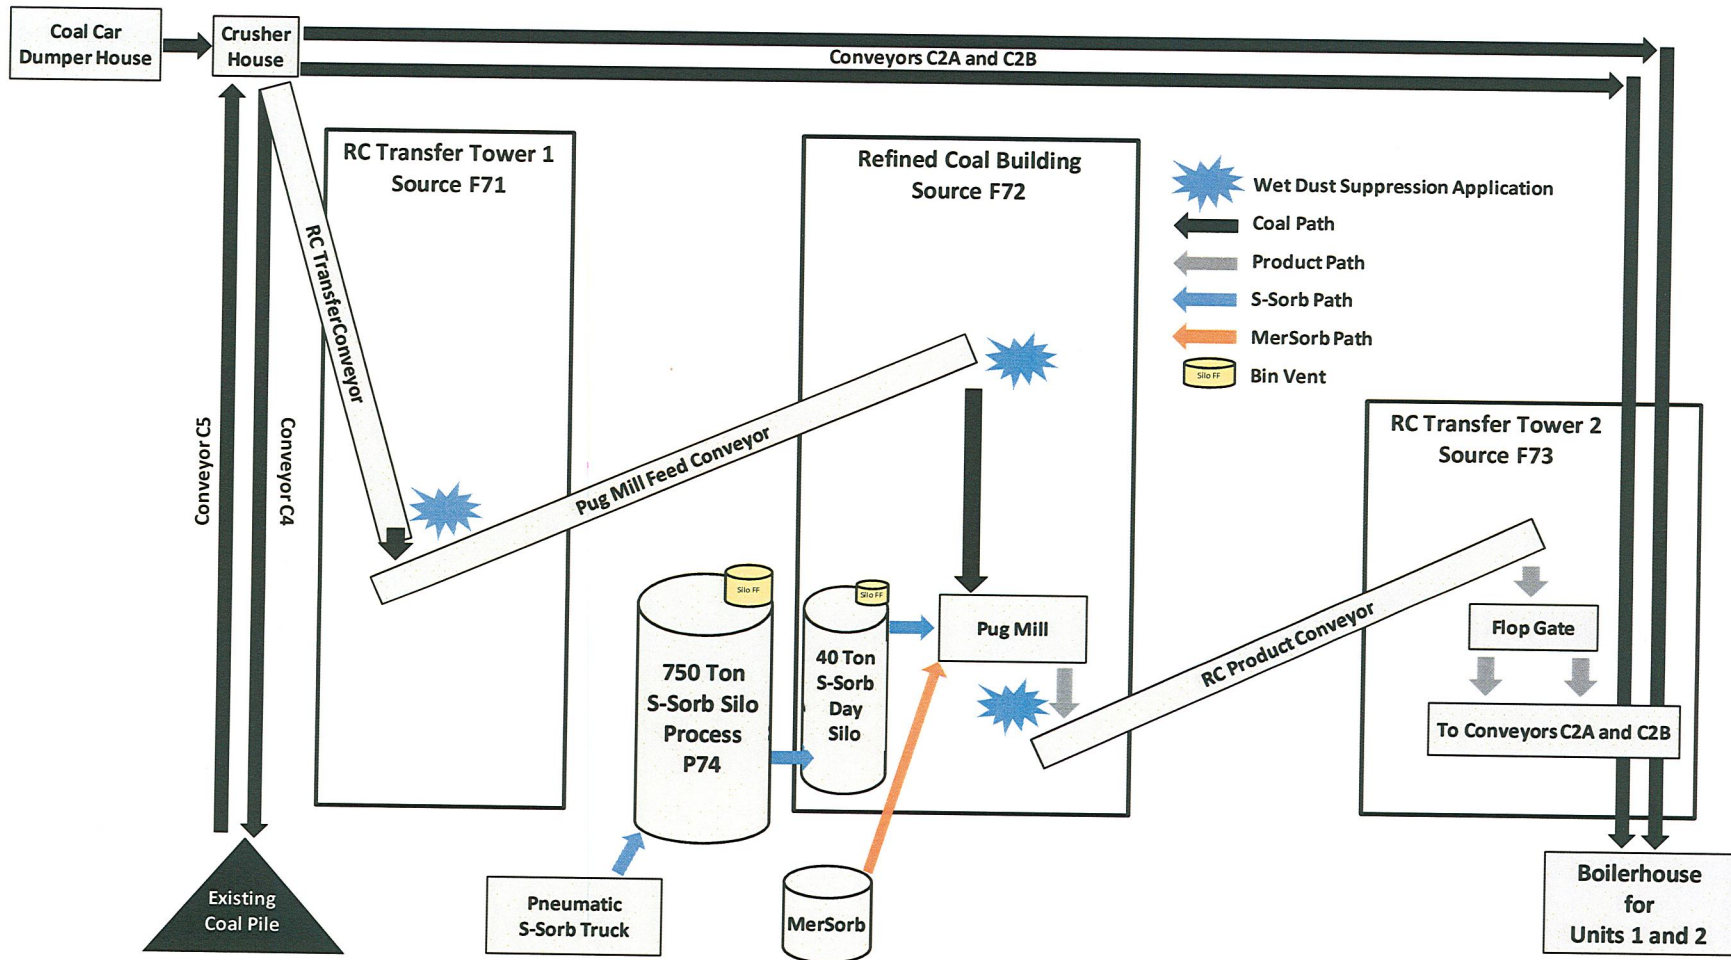 Coal Car
Dumper House
Crusher
House
Conveyors C2A and C2B
RC Transfer Tower 1
Source F71
Refined Coal Building
Source F72
Wet Dust Suppression Application
Coal Path
Product Path
S-Sorb Path
MerSorb Path
Silo FF
Bin Vent
RC TransferConveyor
Conveyor C5
Conveyor C4
Pug Mill Feed Conveyor
RC Transfer Tower 2
Source F73
Silo FF
750 Ton
S-Sorb Silo
Process
P74
Silo FF
40 Ton
S-Sorb
Day
Silo
Pug Mill
RC Product Conveyor
Flop Gate
To Conveyors C2A and C2B
Existing
Coal Pile
Pneumatic
S-Sorb Truck
MerSorb
Boilerhouse
for
Units 1 and 2